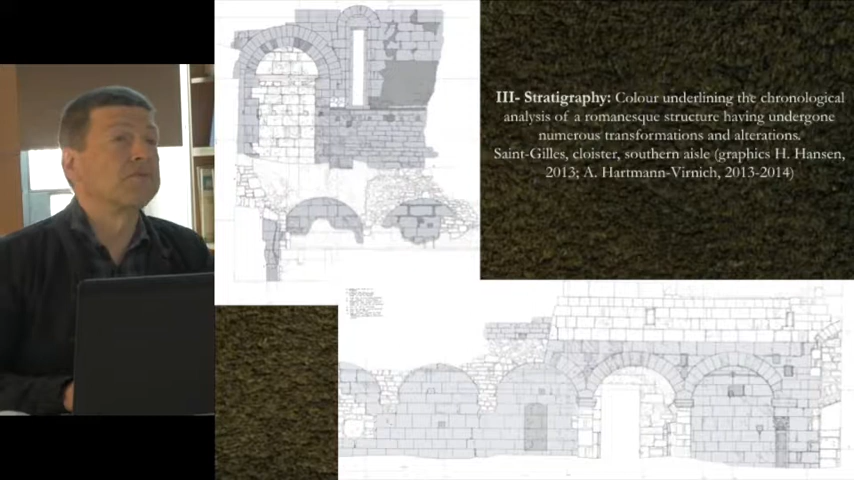 III- Stratigraphy: Colour underlining the chronological
analysis of a romanesque structure having undergone
numerous transformations and alterations.
Saint-Gilles, cloister, southern aisle (graphics H. Hansen,
2013; A. Hartmann-Virnich, 2013-2014)